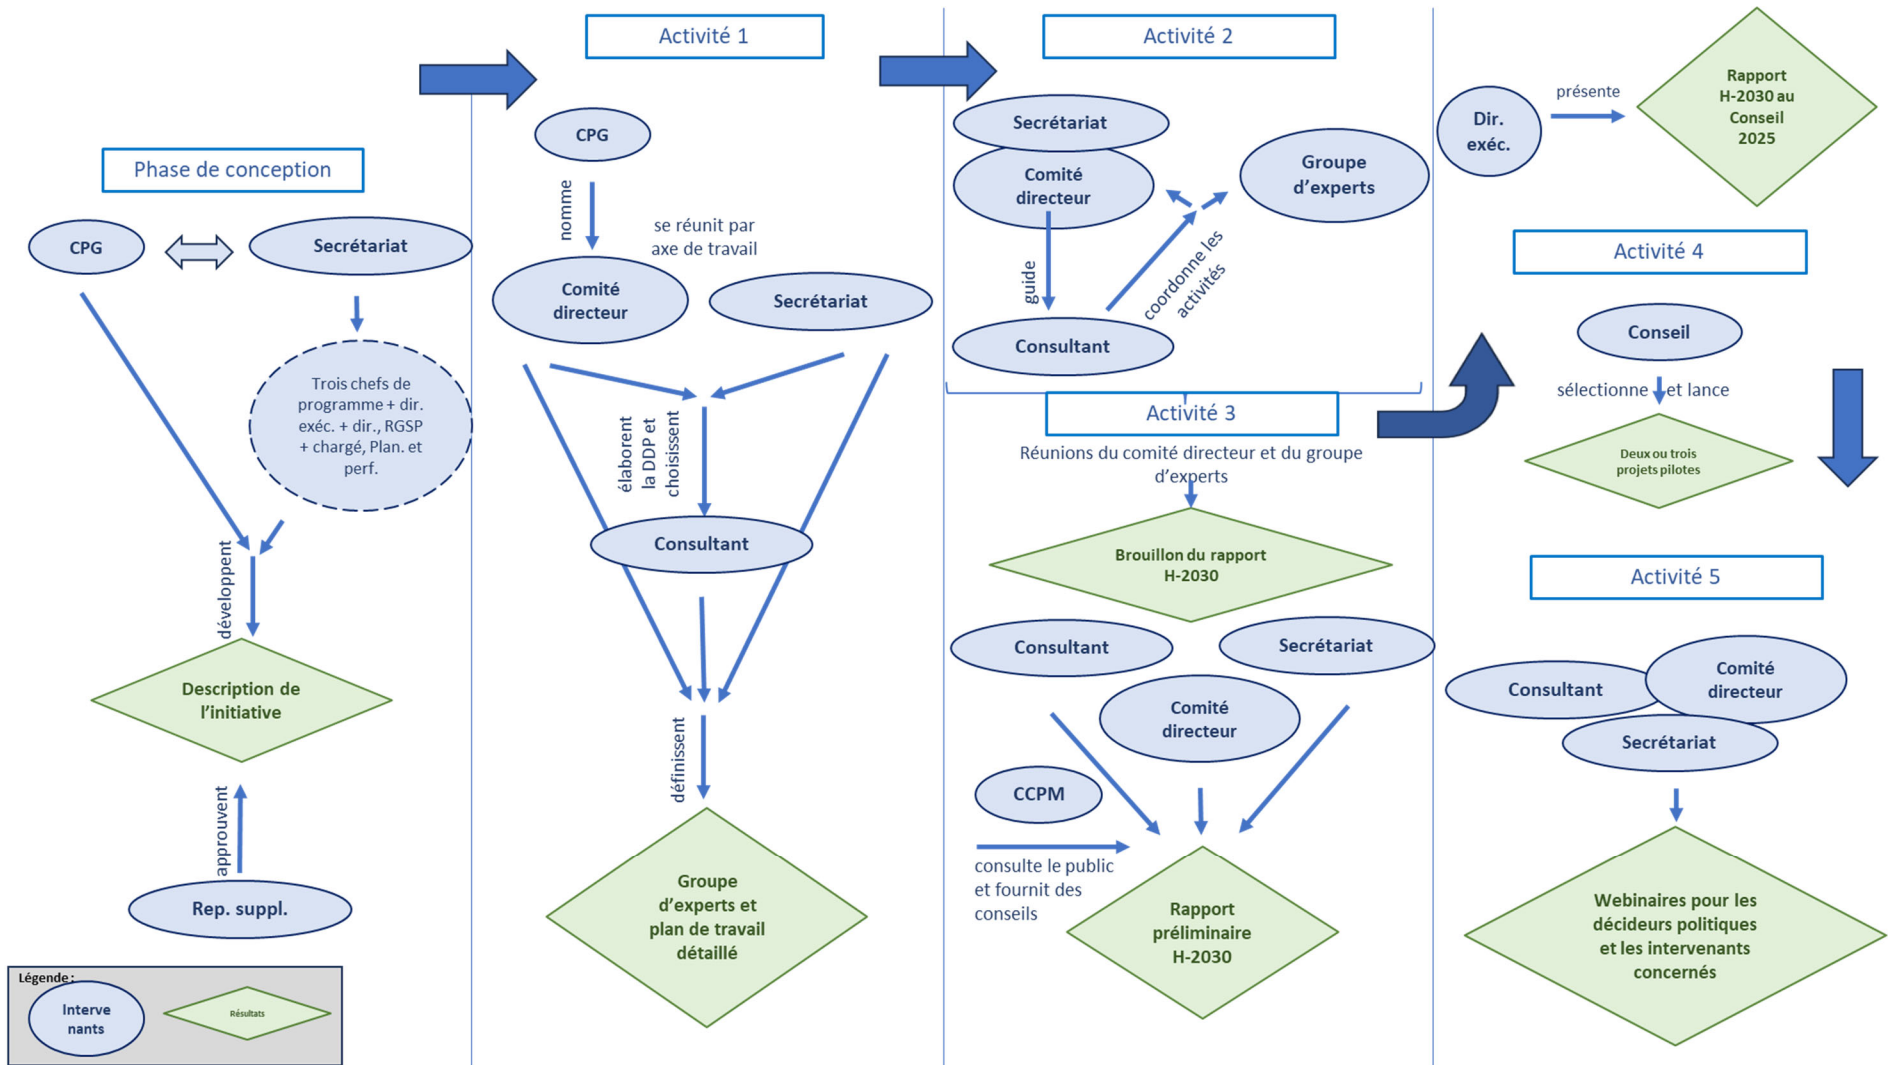 Phase de conception
CPG
Secrétariat
Trois chefs de
programme + dir.
exéc. + dir., RGSP
+ chargé, Plan. et
perf.
développent
Description de
l'initiative
approuvent
Rep. suppl.
Légende :
Interve
nants
Résultats
Activité 1
CPG
nomme
se réunit par
axe de travail
Comité
directeur
Secrétariat
élaborent
la DDP et
choisissent
Consultant
définissent
Groupe
d'experts et
plan de travail
détaillé
Activité 2
Secrétariat
Comité
directeur
Groupe
d'experts
guide
coordonne les
activités
Consultant
Activité 3
Réunions du comité directeur et du groupe
d'experts
Brouillon du rapport
H-2030
Consultant
Secrétariat
Comité
directeur
CCPM
consulte le public
et fournit des
conseils
Rapport
préliminaire
H-2030
Dir.
exéc.
présente
Rapport
H-2030 au
Conseil
2025
Activité 4
Conseil
sélectionne et lance
Deux ou trois
projets pilotes
Activité 5
Consultant
Comité
directeur
Secrétariat
Webinaires pour les
décideurs politiques
et les intervenants
concernés